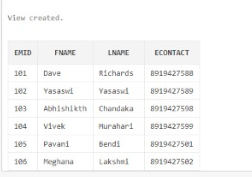 View created.
EMID FNAME LNAME ECONTACT
101 Dave Richards 8919427588
102 Yasaswi Yasaswi 8919427589
103 Abhishikth Chandaka 8919427598
104 Vivek Murahari 8919427599
105 Pavani Bendi 8919427501
106 Meghana Lakshmi 8919427502